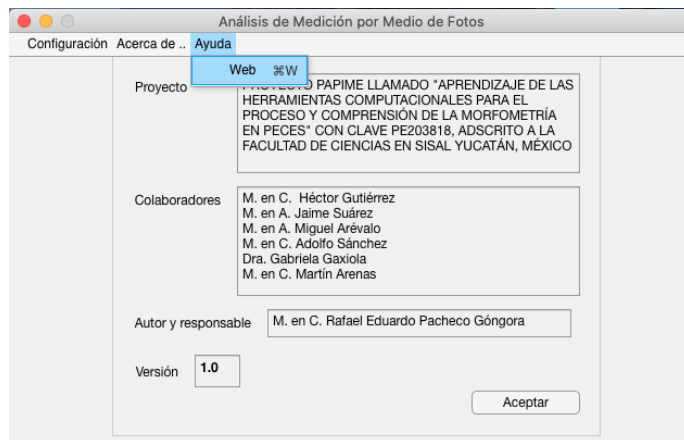 Análisis de Medición por Medio de Fotos
Configuración Acerca de .. Ayuda
Web ⌘W
Proyecto
PAPIME LLAMADO "APRENDIZAJE DE LAS
HERRAMIENTAS COMPUTACIONALES PARA EL
PROCESO Y COMPRENSIÓN DE LA MORFOMETRÍA
EN PECES" CON CLAVE PE203818, ADSCRITO A LA
FACULTAD DE CIENCIAS EN SISAL YUCATÁN, MÉXICO
Colaboradores
M. en C. Héctor Gutiérrez
M. en A. Jaime Suárez
M. en A. Miguel Arévalo
M. en C. Adolfo Sánchez
Dra. Gabriela Gaxiola
M. en C. Martín Arenas
Autor y responsable M. en C. Rafael Eduardo Pacheco Góngora
Versión 1.0
Aceptar